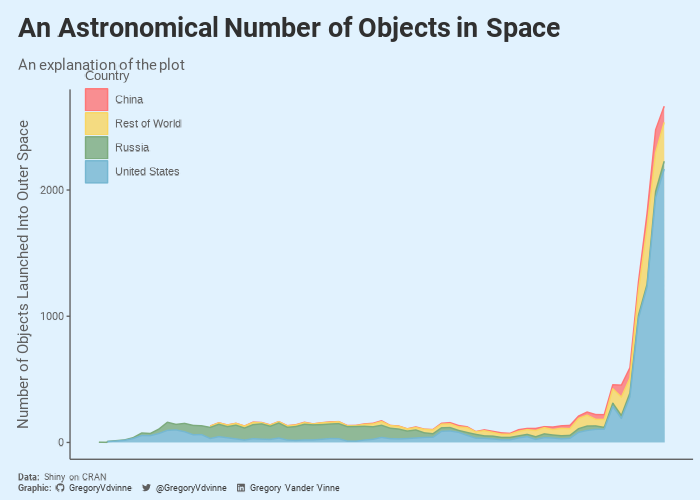 An Astronomical Number of Objects in Space
An explanation of the plot
Country
China
Rest of World
Russia
United States
Number of Objects Launched Into Outer Space
2000
1000
0
Data: Shiny on CRAN
Graphic: GregoryVdvinne @GregoryVdvinne Gregory Vander Vinne